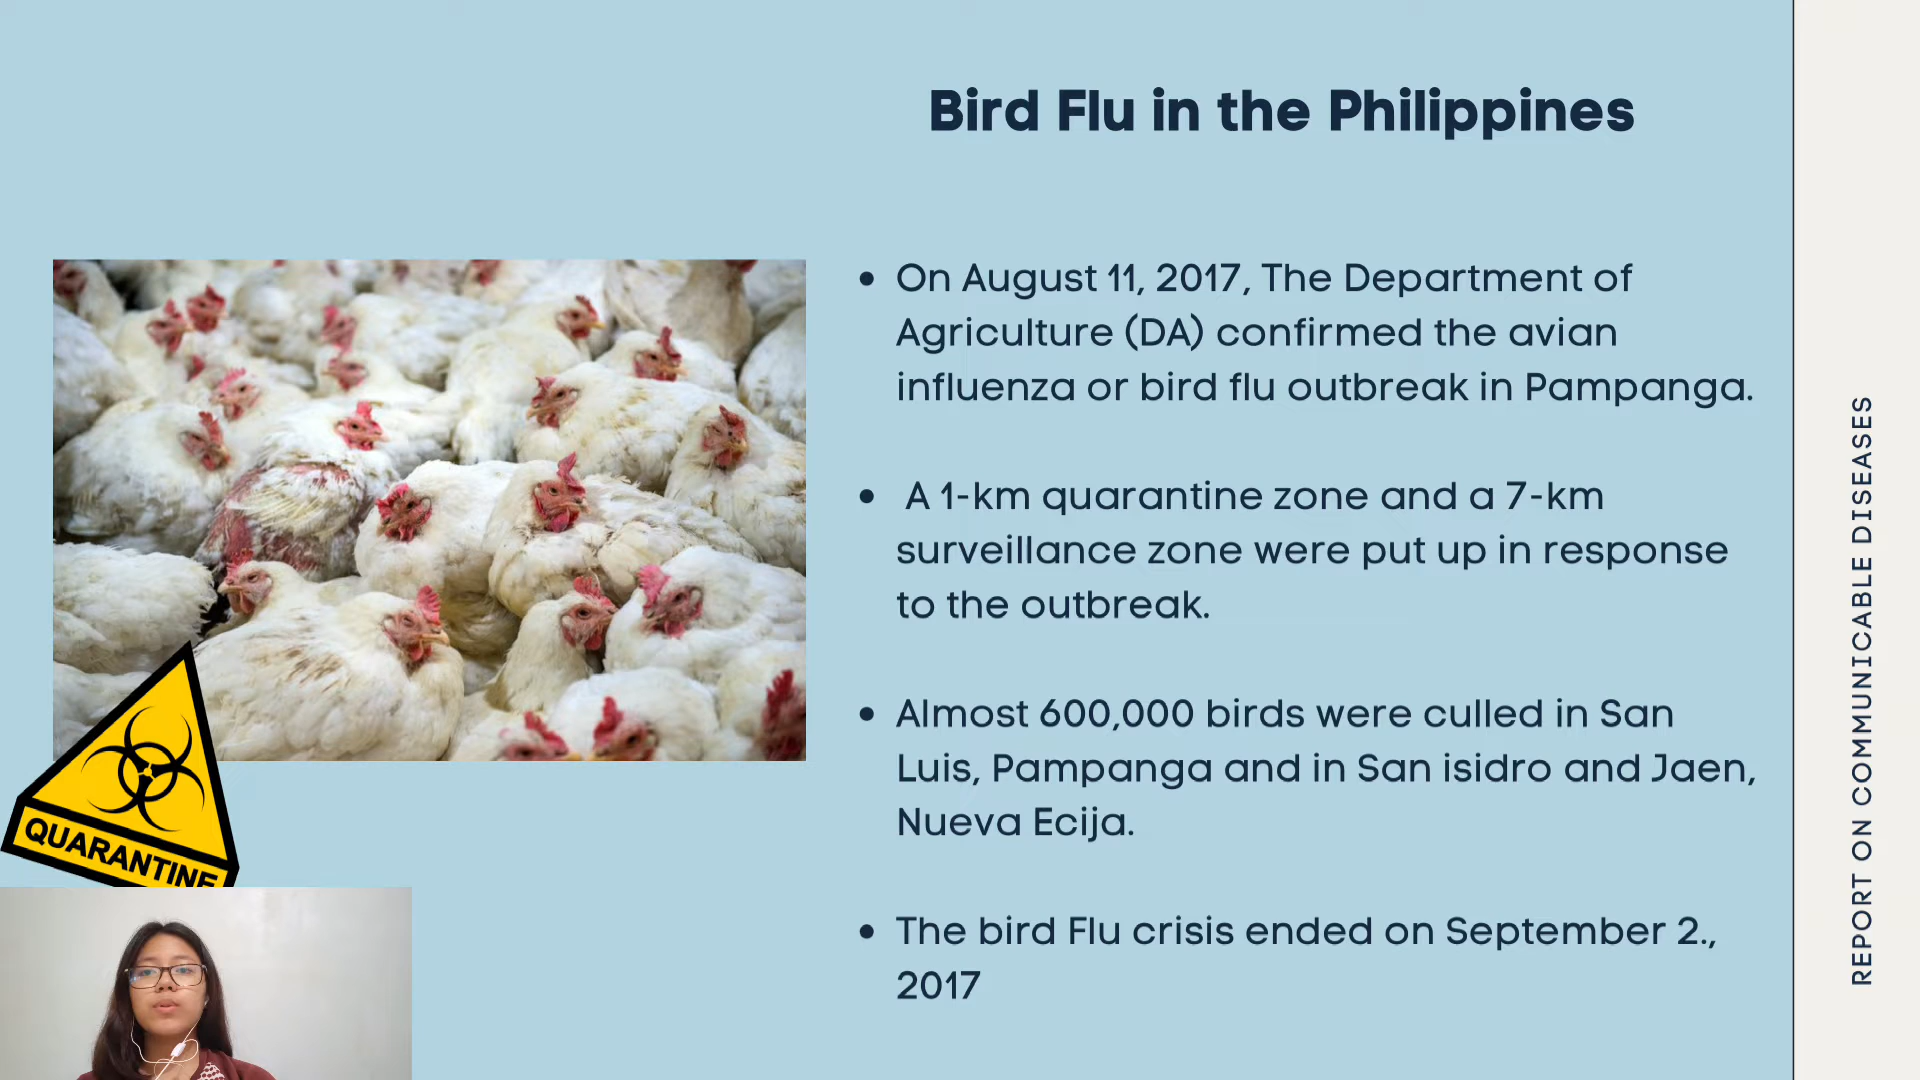 Bird Flu in the Philippines
• On August 11, 2017, The Department of
Agriculture (DA) confirmed the avian
influenza or bird flu outbreak in Pampanga.
• A 1-km quarantine zone and a 7-km
surveillance zone were put up in response
to the outbreak.
• Almost 600,000 birds were culled in San
Luis, Pampanga and in San isidro and Jaen,
Nueva Ecija.
• The bird Flu crisis ended on September 2.,
2017
QUARANTINE
REPORT ON COMMUNICABLE DISEASES